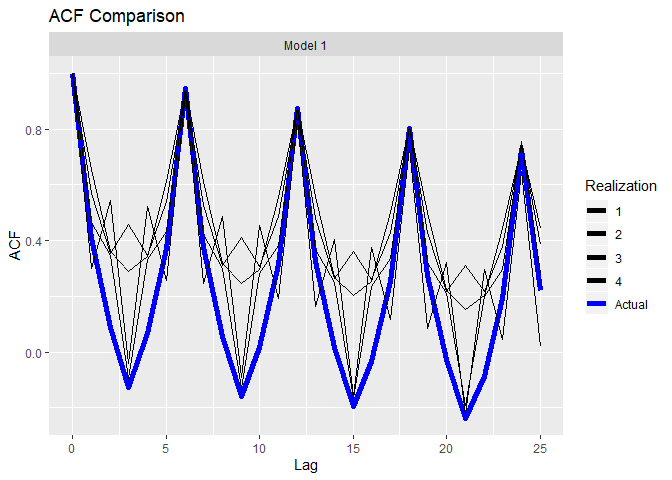 ACF Comparison
Model 1
ACF
0.8
0.4
0.0
0 5 10 15 20 25
Lag
Realization
1
2
3
4
Actual